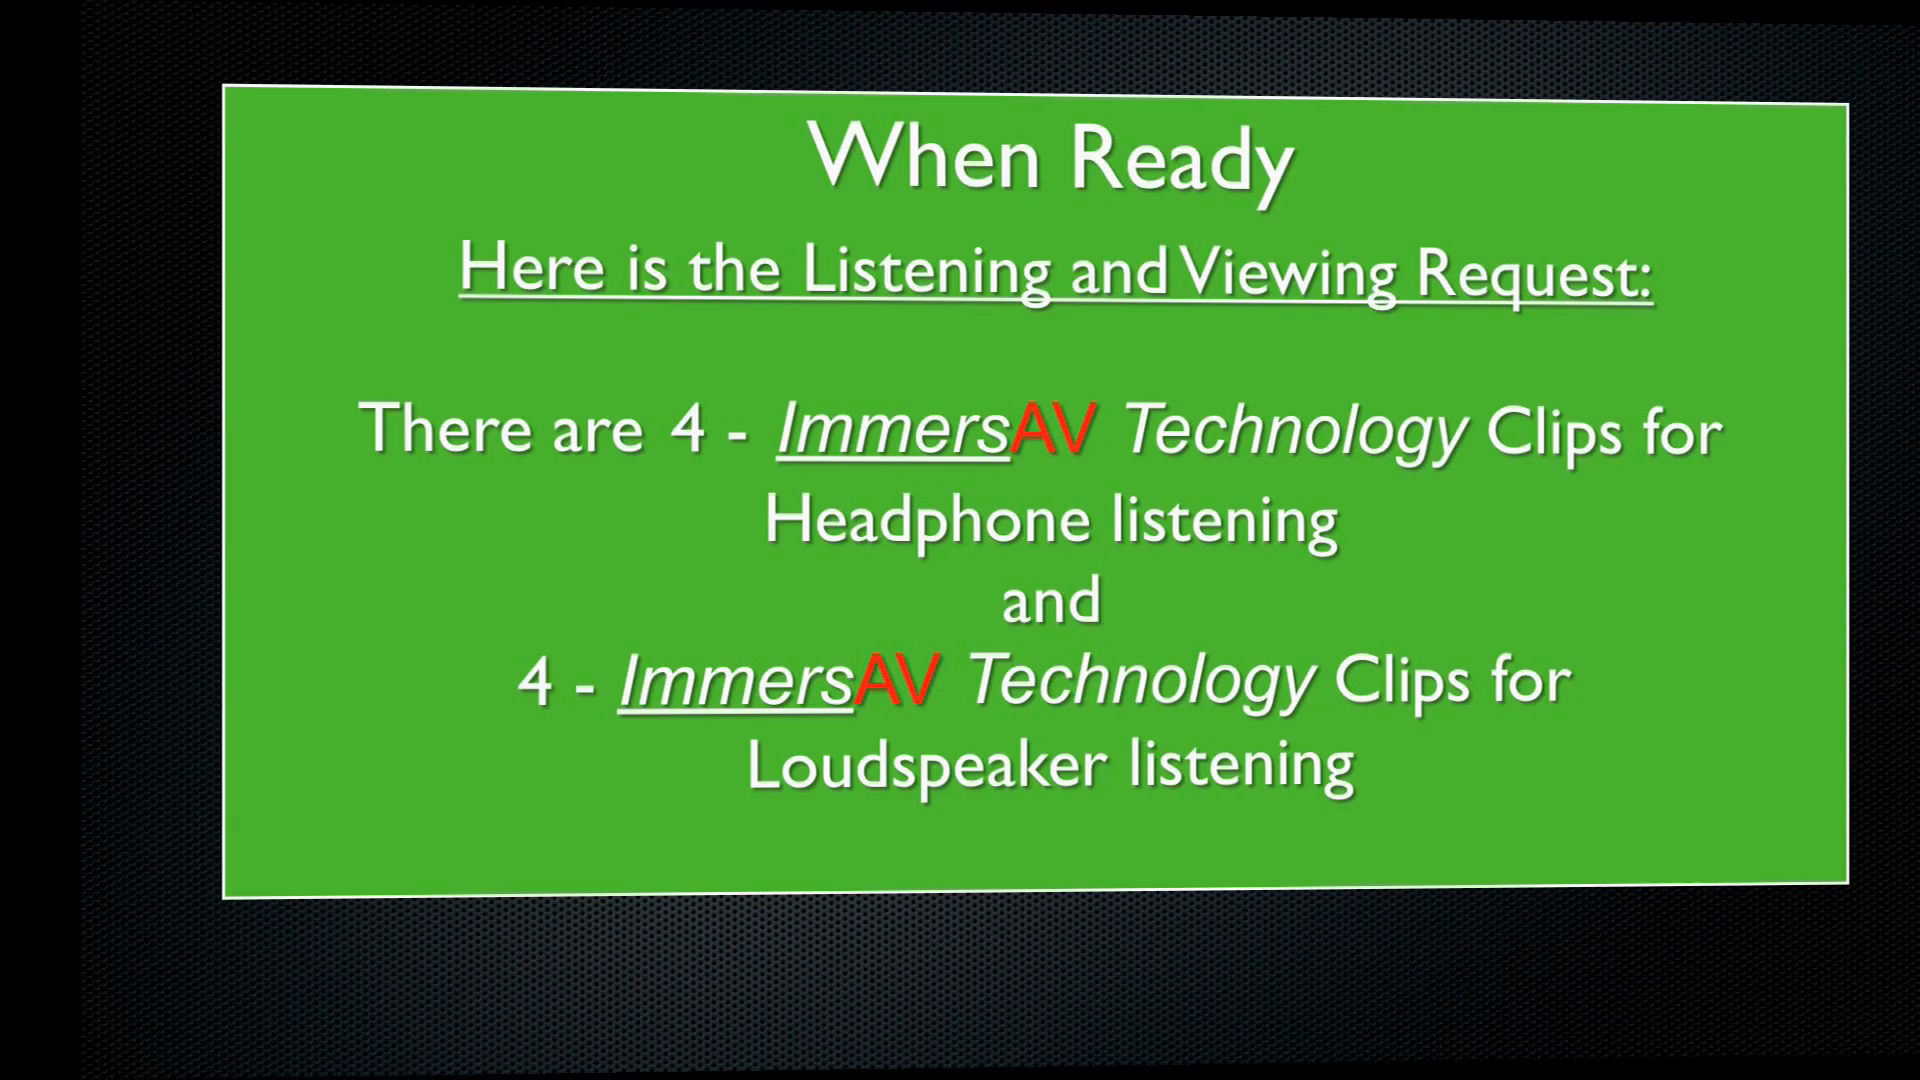 When Ready
Here is the Listening and Viewing Request:
There are 4 - ImmersAV Technology Clips for
Headphone listening
and
4 - ImmersAV Technology Clips for
Loudspeaker listening